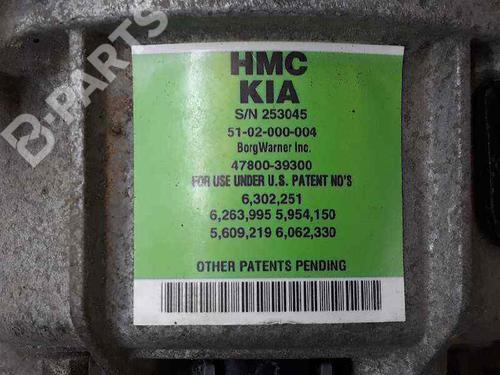 B-PARTS
HMC
KIA
S/N 253045
51-02-000-004
BorgWarner Inc.
47800-39300
FOR USE UNDER U.S. PATENT NO'S
6,302,251
6,263,995 5,954,150
5,609,219 6,062,330
OTHER PATENTS PENDING